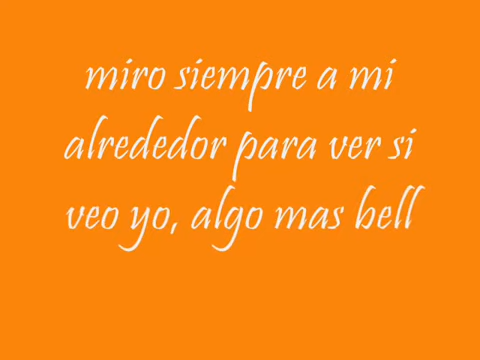 miro siempre a mi
alrededor para ver si
veo yo, algo mas bell